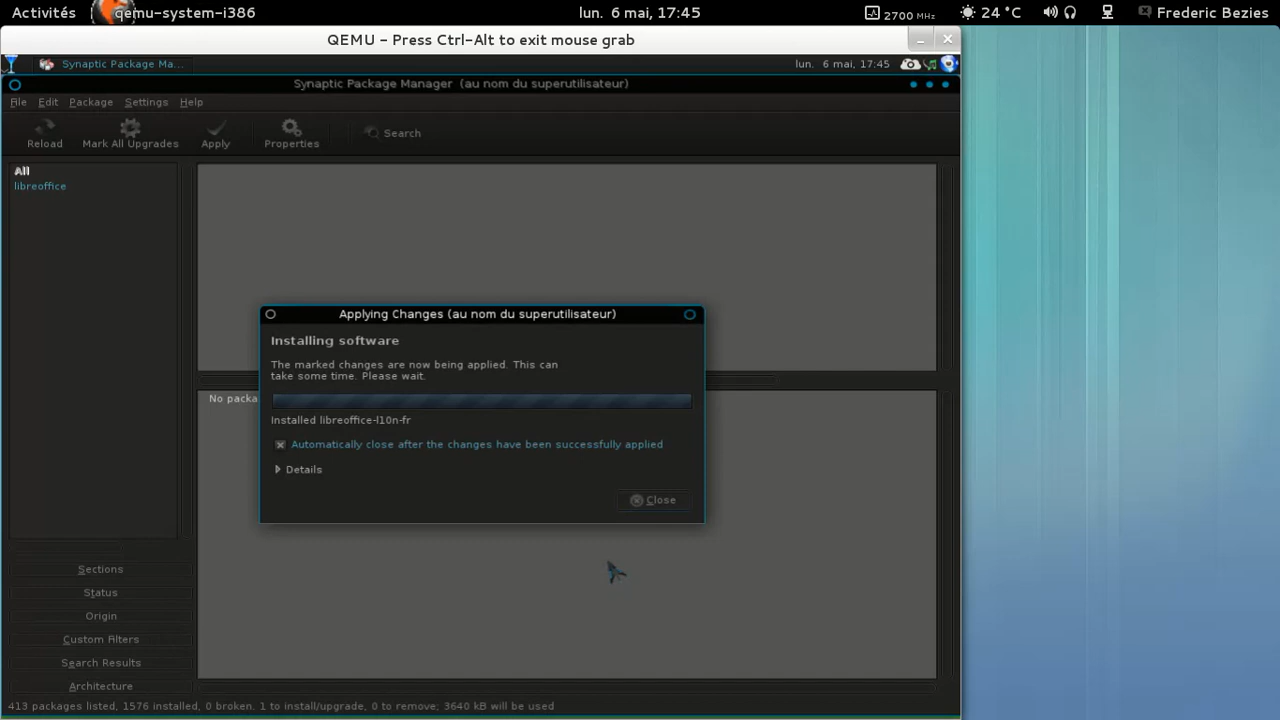 Activités qemu-system-i386 lun. 6 mai, 17:45 2700 MHz 24 °C Frederic Bezies
QEMU - Press Ctrl-Alt to exit mouse grab
Synaptic Package Ma... lun. 6 mai, 17:45
Synaptic Package Manager (au nom du superutilisateur)
File Edit Package Settings Help
Reload Mark All Upgrades Apply Properties Search
All
libreoffice
No packa
Applying Changes (au nom du superutilisateur)
Installing software
The marked changes are now being applied. This can
take some time. Please wait.
Installed libreoffice-l10n-fr
Automatically close after the changes have been successfully applied
Details
Close
Sections
Status
Origin
Custom Filters
Search Results
Architecture
413 packages listed, 1576 installed, 0 broken. 1 to install/upgrade, 0 to remove; 3640 kB will be used